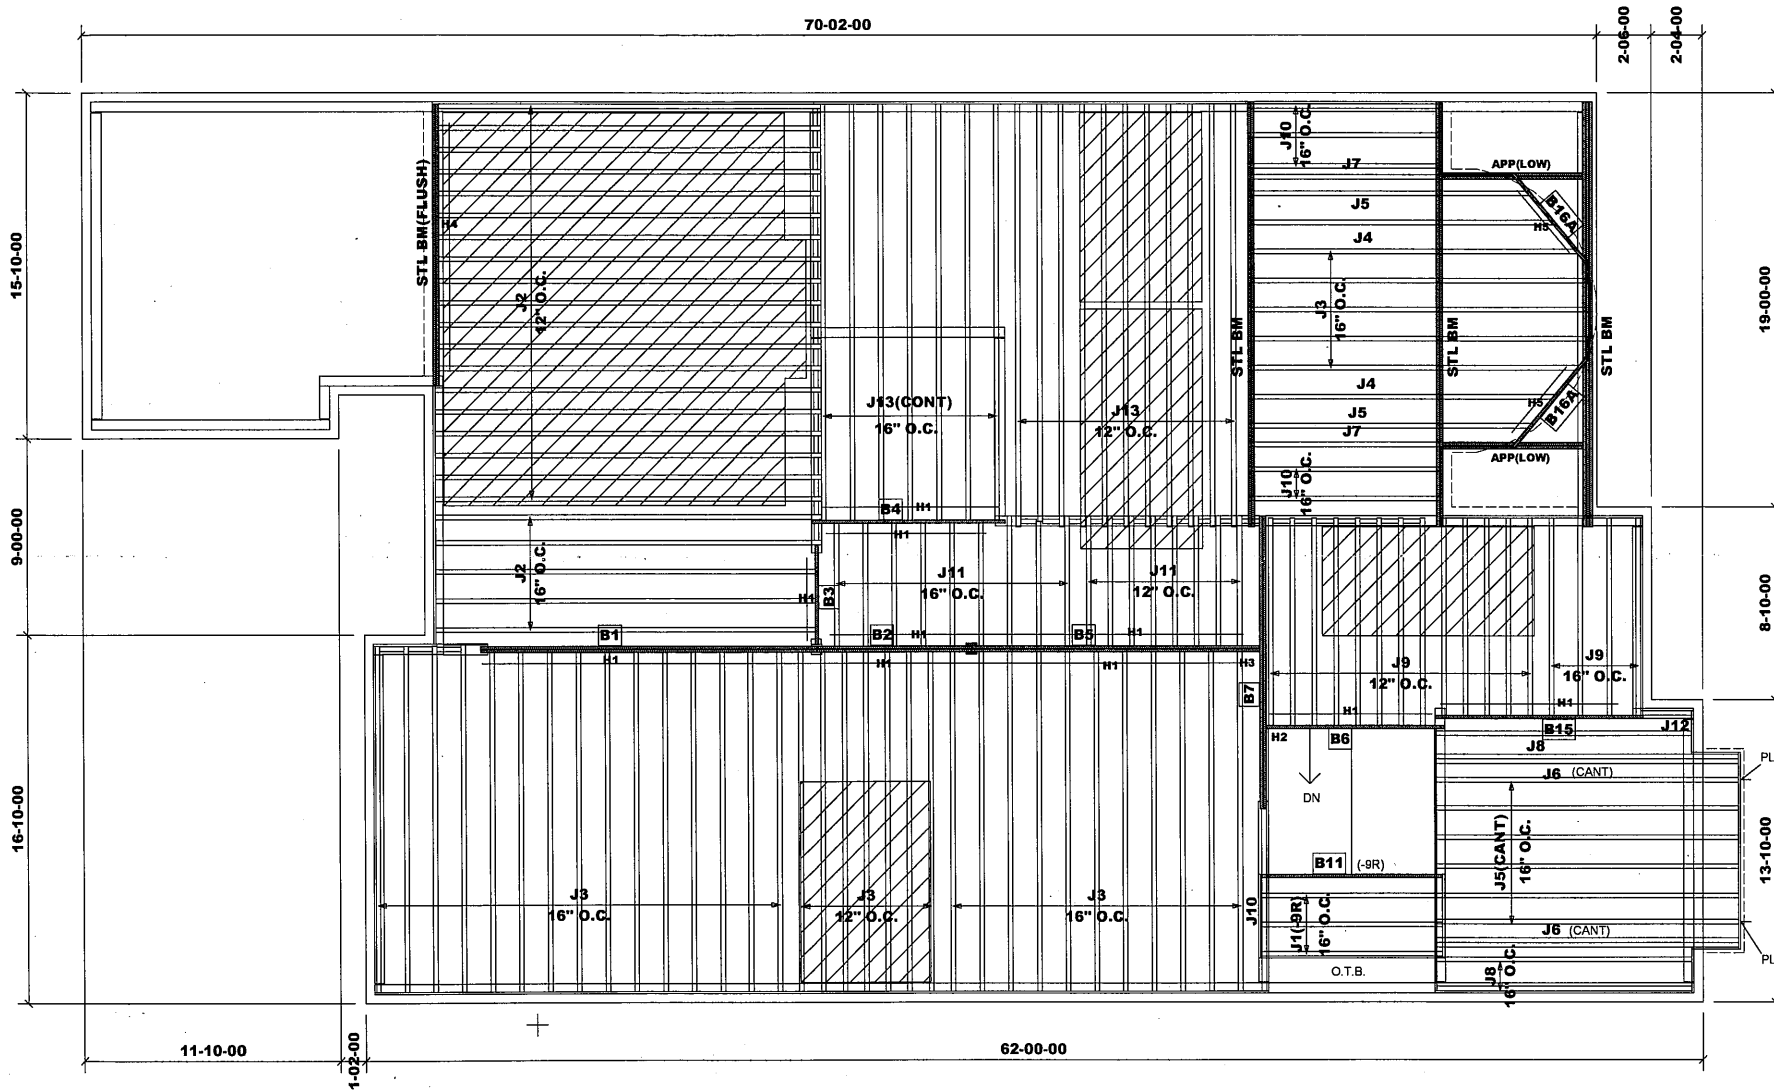 70-02-00
2-06-00
2-04-00
15-10-00
9-00-00
16-10-00
19-00-00
8-10-00
13-10-00
11-10-00
1-02-00
62-00-00
STL BM(FLUSH)
H4
J2
12" O.C.
J2
16" O.C.
J13(CONT)
16" O.C.
J13
12" O.C.
STL BM
J10
16" O.C.
J7
J5
J4
J3
16" O.C.
J4
J5
J7
J10
16" O.C.
STL BM
APP(LOW)
B16A
H5
H5
B16A
APP(LOW)
STL BM
B4
H1
H1
J11
16" O.C.
J11
12" O.C.
H1
B3
B1
H1
B2
H1
H1
B5
H1
H1
H3
B7
J9
12" O.C.
J9
16" O.C.
H1
H1
H2
B6
B15
J12
DN
J8
J6 (CANT)
J5(CANT)
16" O.C.
J6 (CANT)
J8
16" O.C.
PL
PL
B11 (-9R)
J10
J1(-9R)
16" O.C.
O.T.B.
J3
16" O.C.
J3
12" O.C.
J3
16" O.C.